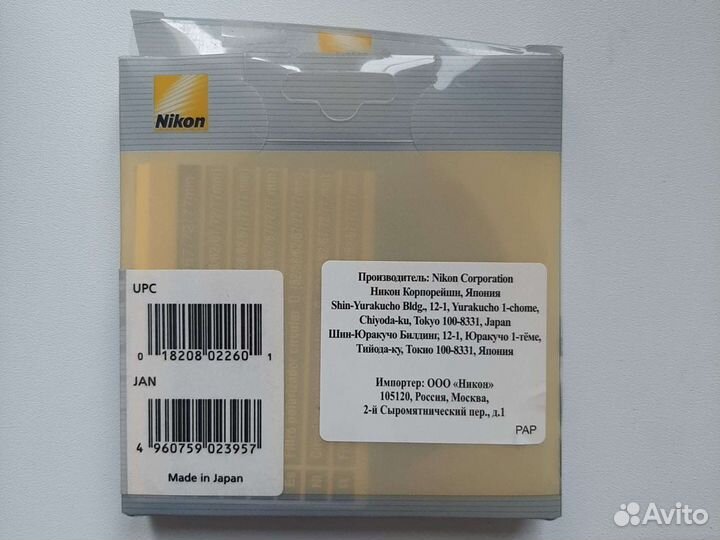 Nikon
UPC
0 18208 02260 1
JAN
4 960759 023957
Made in Japan
Производитель: Nikon Corporation
Никон Корпорейшн, Япония
Shin-Yurakucho Bldg., 12-1, Yurakucho 1-chome,
Chiyoda-ku, Tokyo 100-8331, Japan
Шин-Юракучо Билдинг, 12-1, Юракучо 1-тёме,
Тийода-ку, Токио 100-8331, Япония
Импортер: ООО «Никон»
105120, Россия, Москва,
2-й Сыромятнический пер., д.1
PAP
Avito